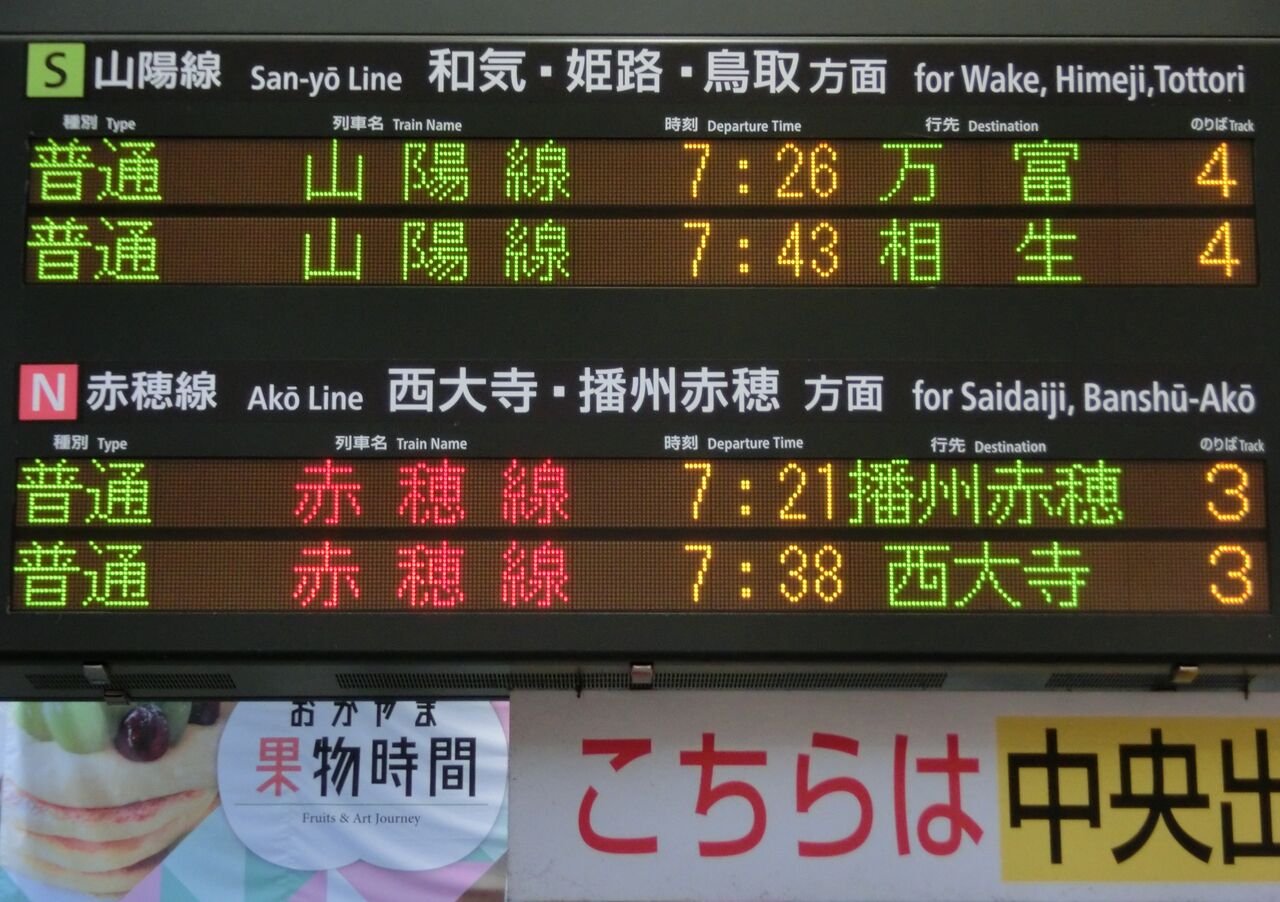 S 山陽線 San-yō Line 和気・姫路・鳥取方面 for Wake, Himeji,Tottori
種別 Type 列車名 Train Name 時刻 Departure Time 行先 Destination のりば Track
普通 山陽線 7:26 万富 4
普通 山陽線 7:43 相生 4
N 赤穂線 Akō Line 西大寺・播州赤穂 方面 for Saidaiji, Banshū-Akō
種別 Type 列車名 Train Name 時刻 Departure Time 行先 Destination のりば Track
普通 赤穂線 7:21 播州赤穂 3
普通 赤穂線 7:38 西大寺 3
おかやま
果物時間
Fruits & Art Journey
こちらは 中央出